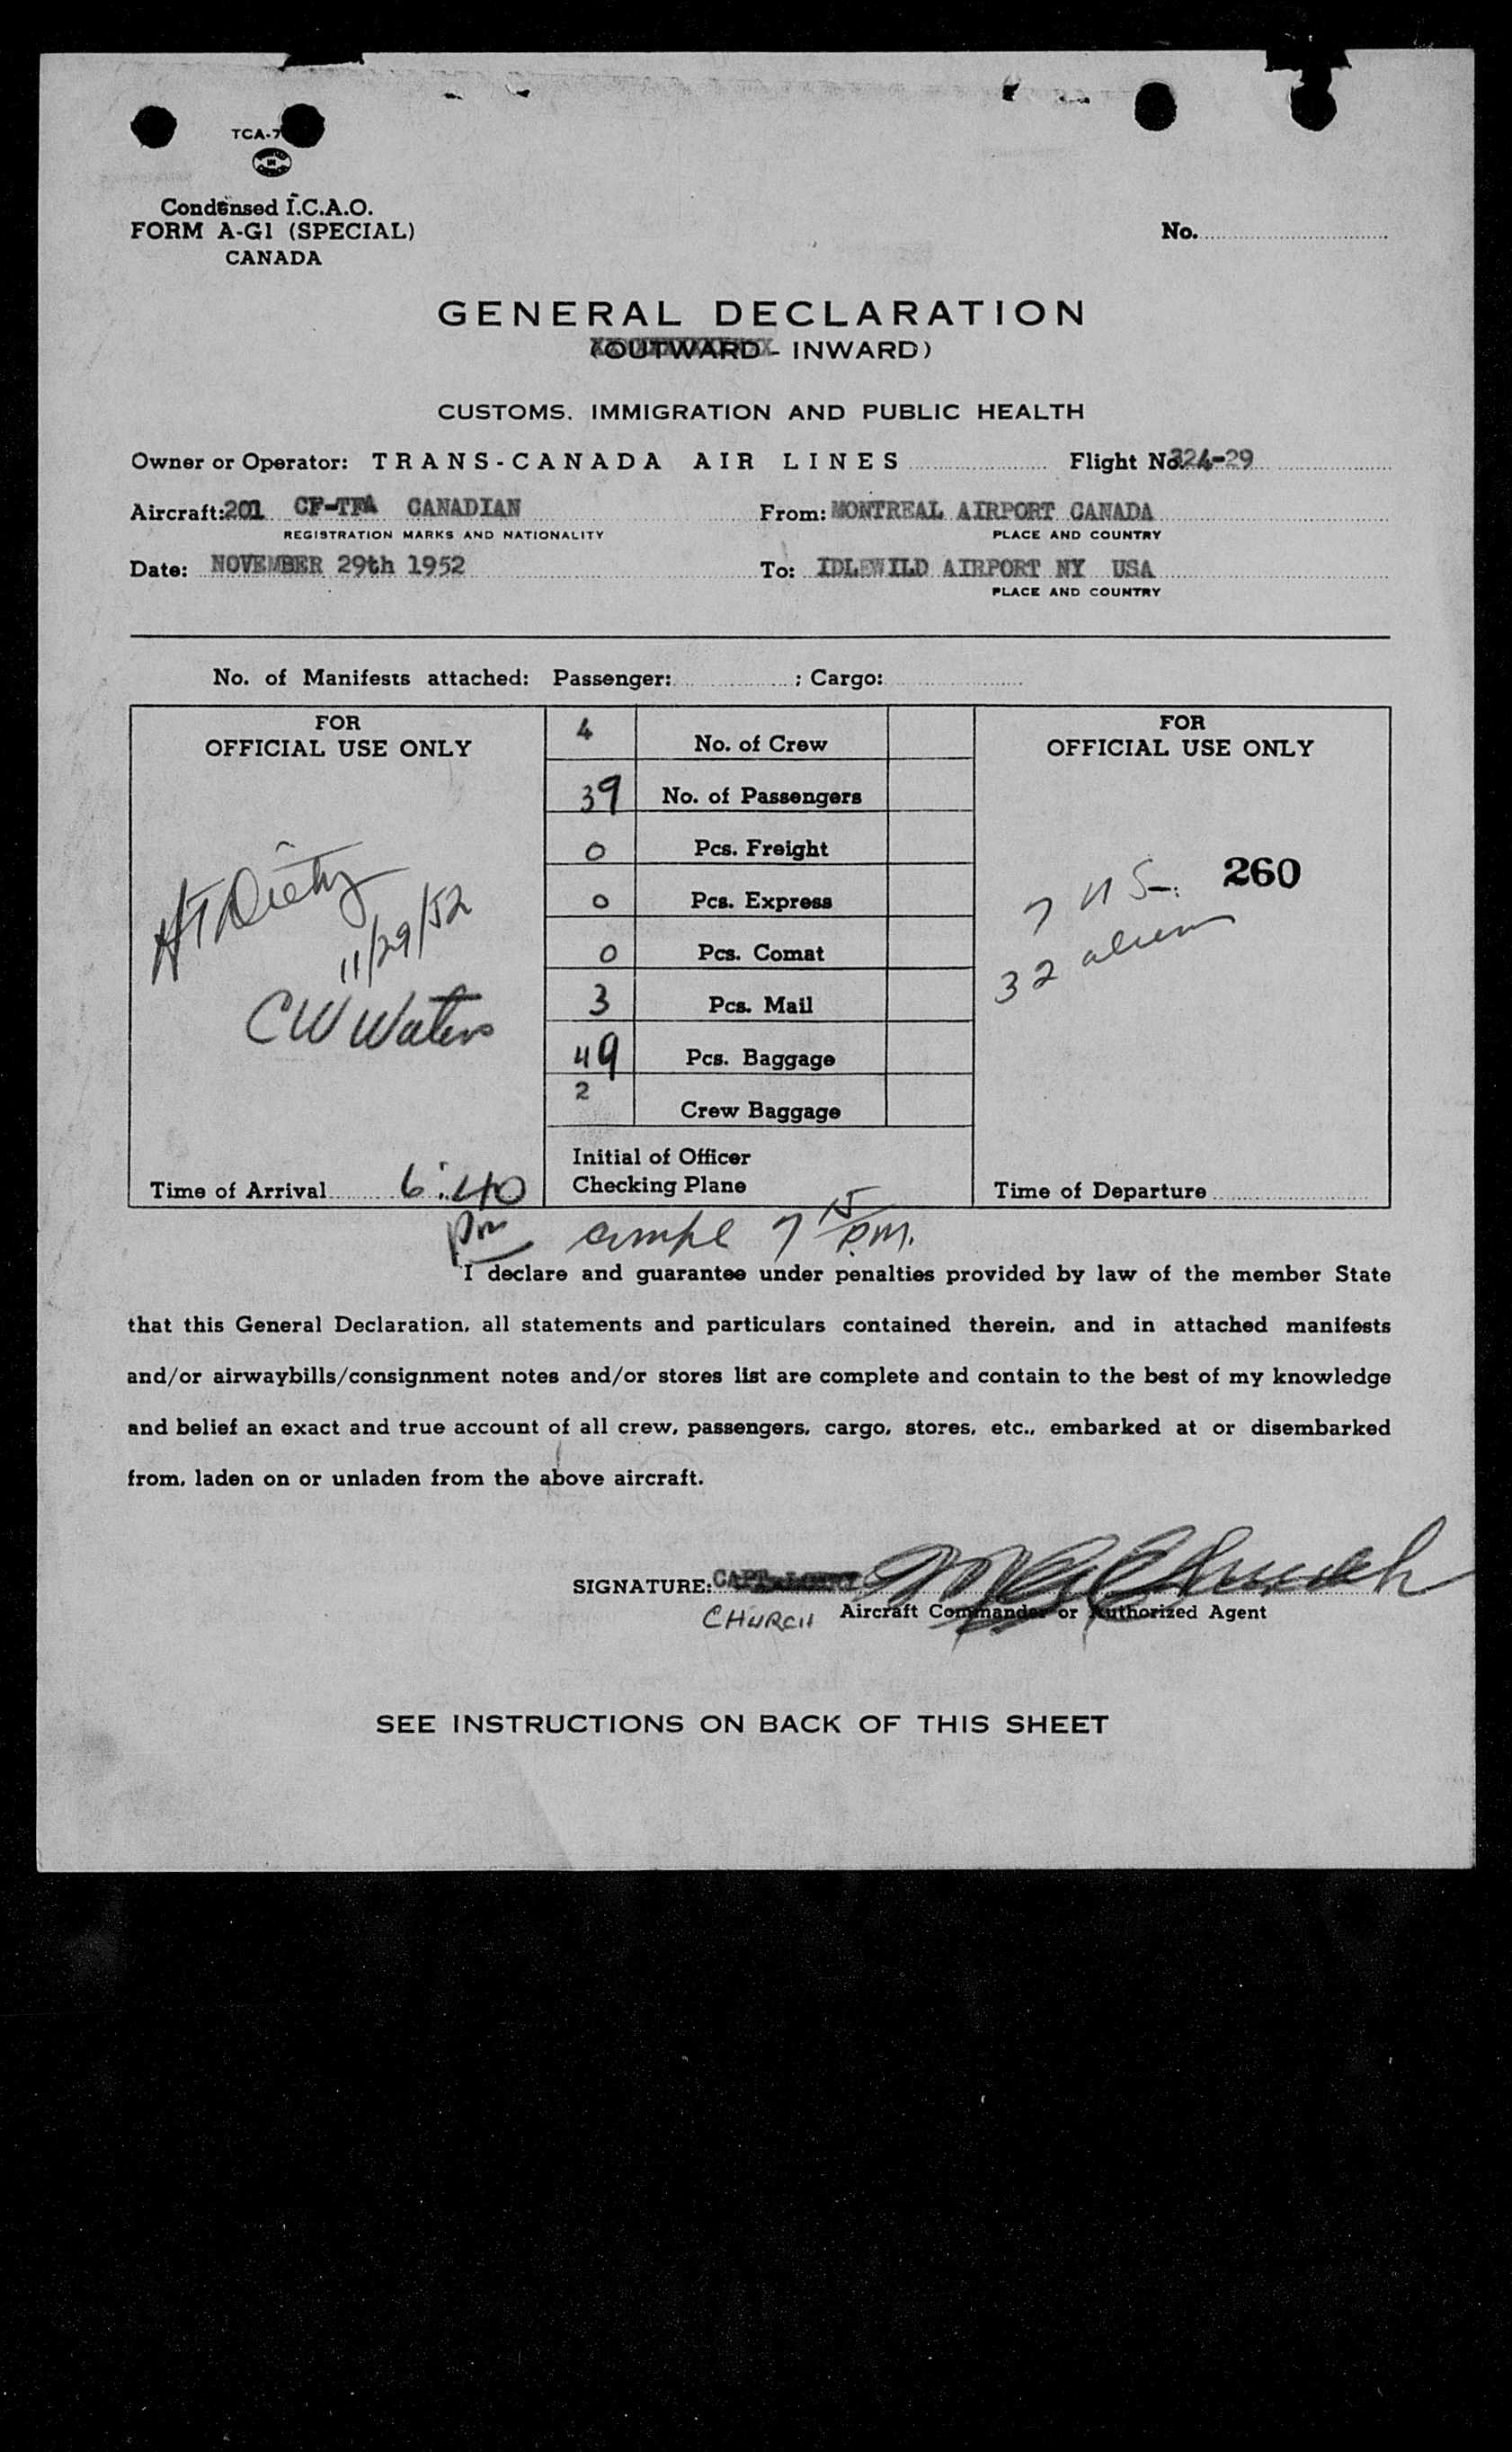 TCA-7
Condensed I.C.A.O.
FORM A-G1 (SPECIAL)
CANADA
No.
GENERAL DECLARATION
(OUTWARD - INWARD)
CUSTOMS, IMMIGRATION AND PUBLIC HEALTH
Owner or Operator: TRANS-CANADA AIR LINES Flight No. 324-29
Aircraft: 201 CF-TFA CANADIAN From: MONTREAL AIRPORT CANADA
REGISTRATION MARKS AND NATIONALITY PLACE AND COUNTRY
Date: NOVEMBER 29th 1952 To: IDLEWILD AIRPORT NY USA
PLACE AND COUNTRY
No. of Manifests attached: Passenger: ; Cargo:
FOR
OFFICIAL USE ONLY
11/29/52
CW Waters
Time of Arrival 6:40
pm
4 No. of Crew
39 No. of Passengers
0 Pcs. Freight
0 Pcs. Express
0 Pcs. Comat
3 Pcs. Mail
49 Pcs. Baggage
2 Crew Baggage
Initial of Officer
Checking Plane
FOR
OFFICIAL USE ONLY
260
7 US.
32 alien
Time of Departure
7 15 P.M.
I declare and guarantee under penalties provided by law of the member State
that this General Declaration, all statements and particulars contained therein, and in attached manifests
and/or airwaybills/consignment notes and/or stores list are complete and contain to the best of my knowledge
and belief an exact and true account of all crew, passengers, cargo, stores, etc., embarked at or disembarked
from, laden on or unladen from the above aircraft.
SIGNATURE: CAPT.
CHURCH Aircraft Commander or Authorized Agent
SEE INSTRUCTIONS ON BACK OF THIS SHEET